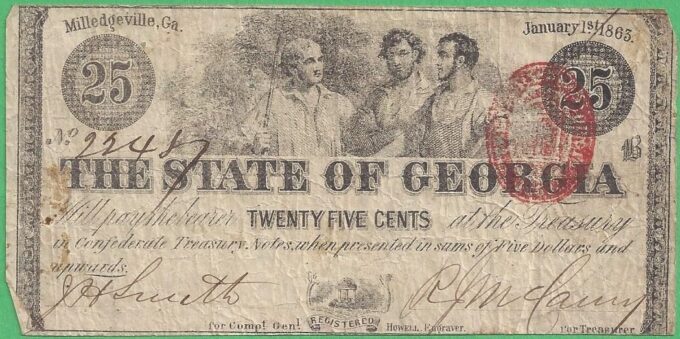 Milledgeville, Ga.
January 1st, 1863.
25
25
No 22487
B
THE STATE OF GEORGIA
Will pay the bearer TWENTY FIVE CENTS at the Treasury
in Confederate Treasury Notes, when presented in sums of Five Dollars and
upwards.
for Compl. Genl.
REGISTERED
HOWELL, Engraver.
for Treasurer